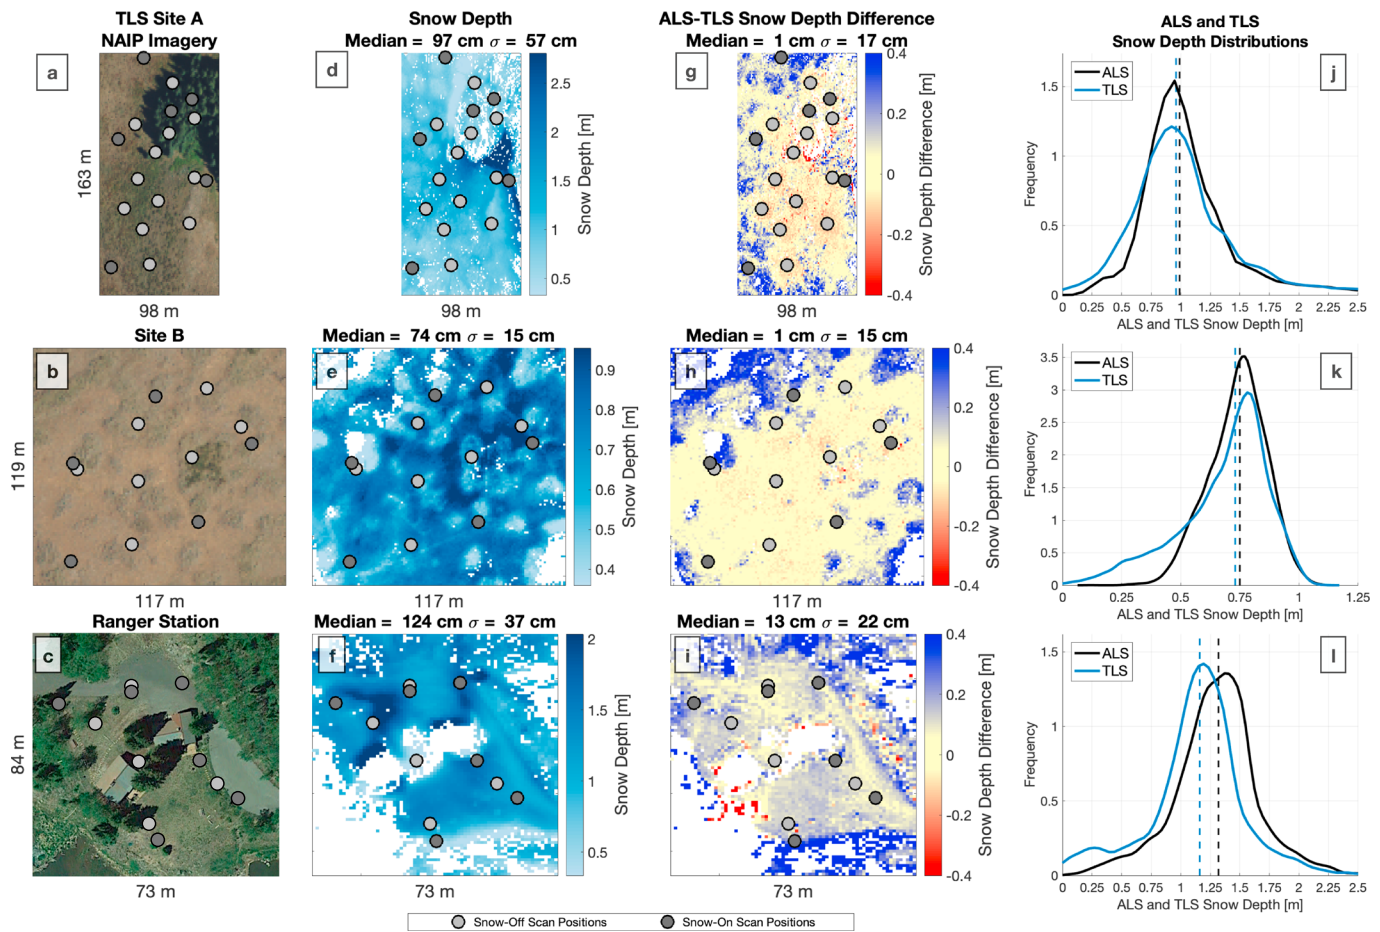 TLS Site A
NAIP Imagery
Snow Depth
Median = 97 cm σ = 57 cm
ALS-TLS Snow Depth Difference
Median = 1 cm σ = 17 cm
ALS and TLS
Snow Depth Distributions
a
163 m
98 m
d
2.5
2
1.5
1
0.5
Snow Depth [m]
98 m
g
0.4
0.2
0
-0.2
-0.4
Snow Depth Difference [m]
98 m
j
ALS
TLS
1.5
1
0.5
0
Frequency
0 0.25 0.5 0.75 1 1.25 1.5 1.75 2 2.5
ALS and TLS Snow Depth [m]
Site B
Median = 74 cm σ = 15 cm
Median = 1 cm σ = 15 cm
b
119 m
117 m
e
0.9
0.8
0.7
0.6
0.5
0.4
Snow Depth [m]
117 m
h
0.4
0.2
0
-0.2
-0.4
Snow Depth Difference [m]
117 m
k
ALS
TLS
3.5
3
2.5
2
1.5
1
0.5
0
Frequency
0 0.25 0.5 0.75 1 1.25
ALS and TLS Snow Depth [m]
Ranger Station
Median = 124 cm σ = 37 cm
Median = 13 cm σ = 22 cm
c
84 m
73 m
f
2
1.5
1
0.5
Snow Depth [m]
73 m
i
0.4
0.2
0
-0.2
-0.4
Snow Depth Difference [m]
73 m
l
ALS
TLS
1.5
1
0.5
0
Frequency
0 0.25 0.5 0.75 1 1.25 1.5 1.75 2 2.5
ALS and TLS Snow Depth [m]
Snow-Off Scan Positions
Snow-On Scan Positions